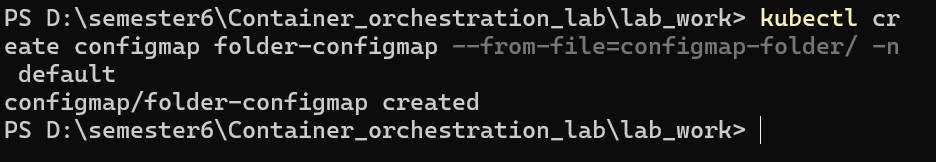 PS D:\semester6\Container_orchestration_lab\lab_work> kubectl cr
eate configmap folder-configmap --from-file=configmap-folder/ -n
 default
configmap/folder-configmap created
PS D:\semester6\Container_orchestration_lab\lab_work>